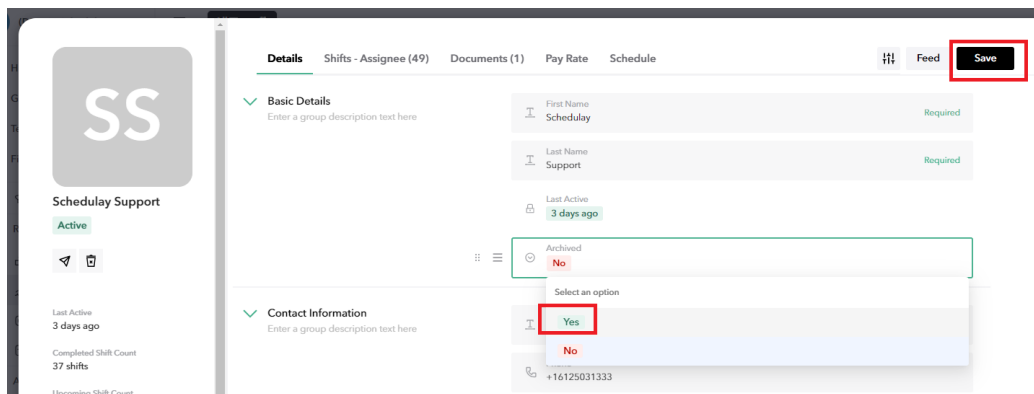 SS
Schedulay Support
Active
Last Active
3 days ago
Completed Shift Count
37 shifts
Upcoming Shift Count
Details Shifts - Assignee (49) Documents (1) Pay Rate Schedule Feed Save
Basic Details
Enter a group description text here
First Name
Schedulay Required
Last Name
Support Required
Last Active
3 days ago
Archived
No
Select an option
Yes
No
Contact Information
Enter a group description text here
+16125031333